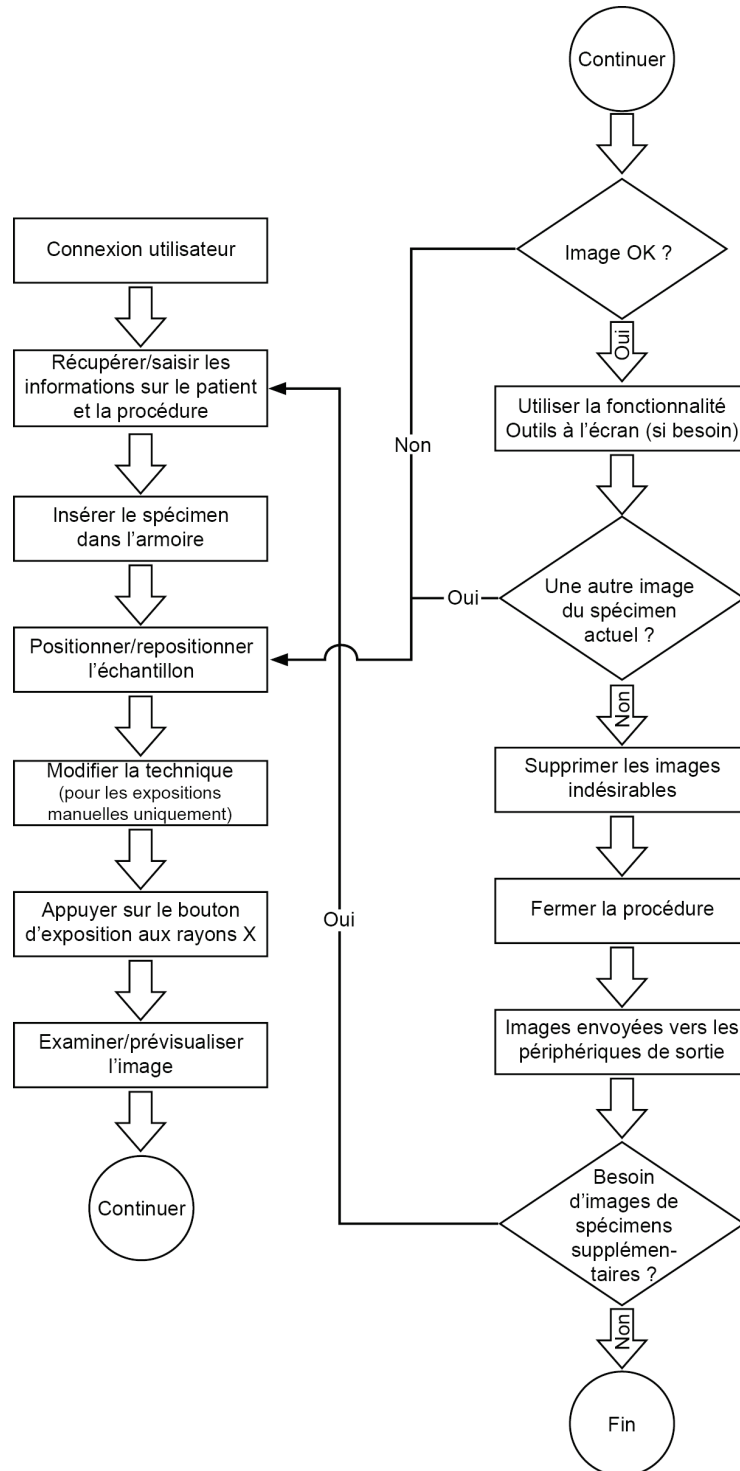 Connexion utilisateur
Récupérer/saisir les
informations sur le patient
et la procédure
Insérer le spécimen
dans l’armoire
Positionner/repositionner
l’échantillon
Modifier la technique
(pour les expositions
manuelles uniquement)
Appuyer sur le bouton
d’exposition aux rayons X
Examiner/prévisualiser
l’image
Continuer
Continuer
Image OK ?
Non
Oui
Utiliser la fonctionnalité
Outils à l’écran (si besoin)
Une autre image
du spécimen
actuel ?
Oui
Non
Supprimer les images
indésirables
Fermer la procédure
Images envoyées vers les
périphériques de sortie
Besoin
d’images de
spécimens
supplémen-
taires ?
Oui
Non
Fin